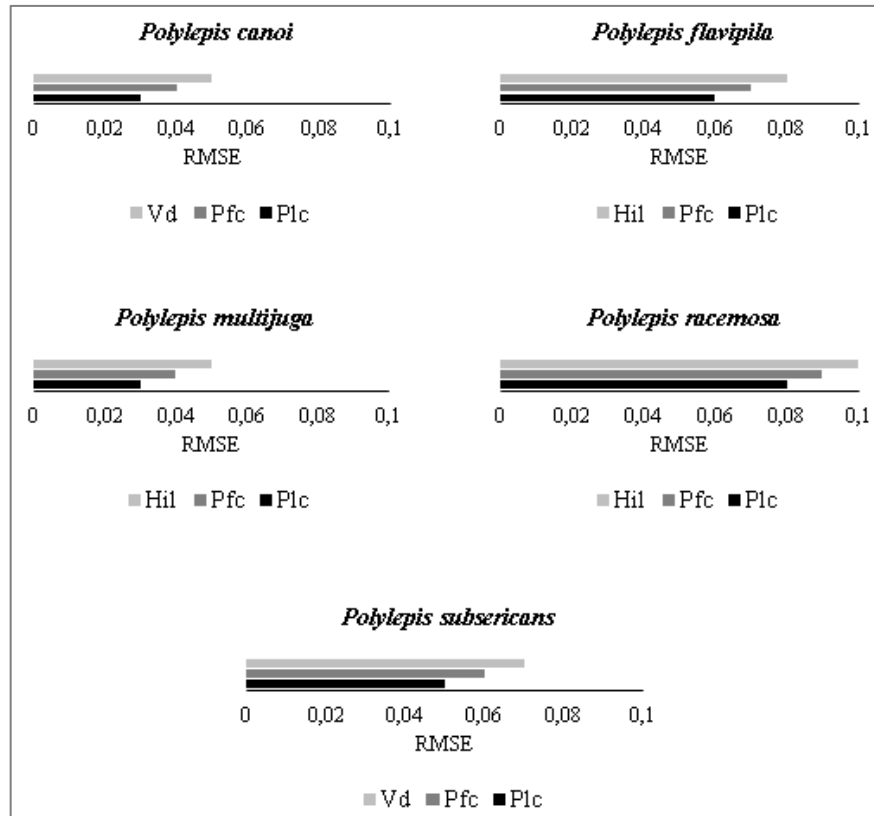 Polylepis canoi
0 0,02 0,04 0,06 0,08 0,1
RMSE
Vd Pfc Plc
Polylepis flavipila
0 0,02 0,04 0,06 0,08 0,1
RMSE
Hil Pfc Plc
Polylepis multijuga
0 0,02 0,04 0,06 0,08 0,1
RMSE
Hil Pfc Plc
Polylepis racemosa
0 0,02 0,04 0,06 0,08 0,1
RMSE
Hil Pfc Plc
Polylepis subsericans
0 0,02 0,04 0,06 0,08 0,1
RMSE
Vd Pfc Plc